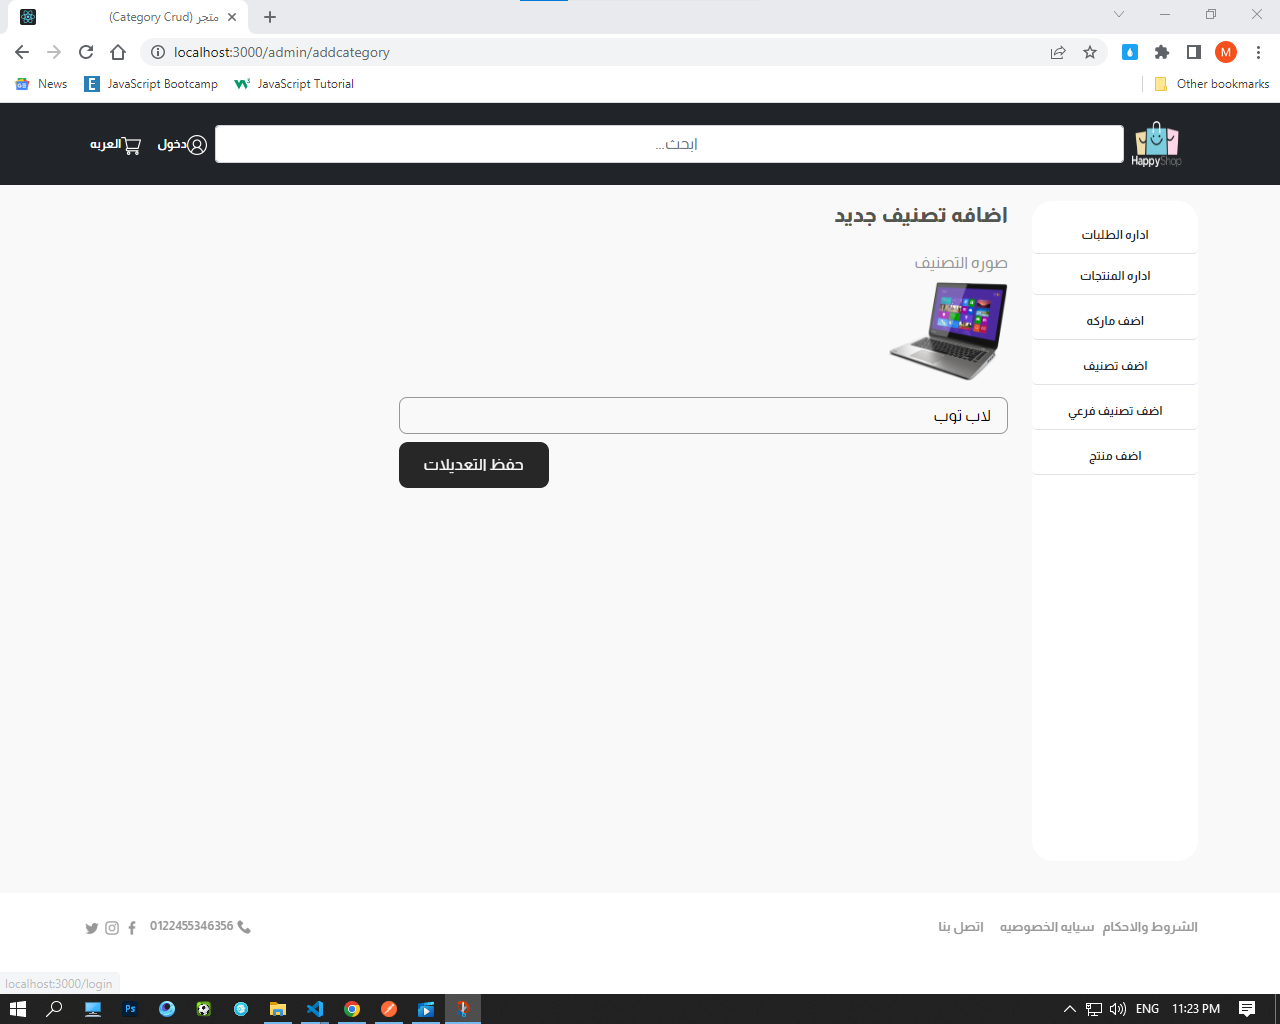 متجر (Category Crud)
localhost:3000/admin/addcategory
M
News
JavaScript Bootcamp
JavaScript Tutorial
Other bookmarks
HappyShop
ابحث...
دخول
العربه
اداره الطلبات
اداره المنتجات
اضف ماركه
اضف تصنيف
اضف تصنيف فرعي
اضف منتج
اضافه تصنيف جديد
صوره التصنيف
لاب توب
حفظ التعديلات
الشروط والاحكام
سيايه الخصوصيه
اتصل بنا
0122455346356
localhost:3000/login
Ps
ENG
11:23 PM